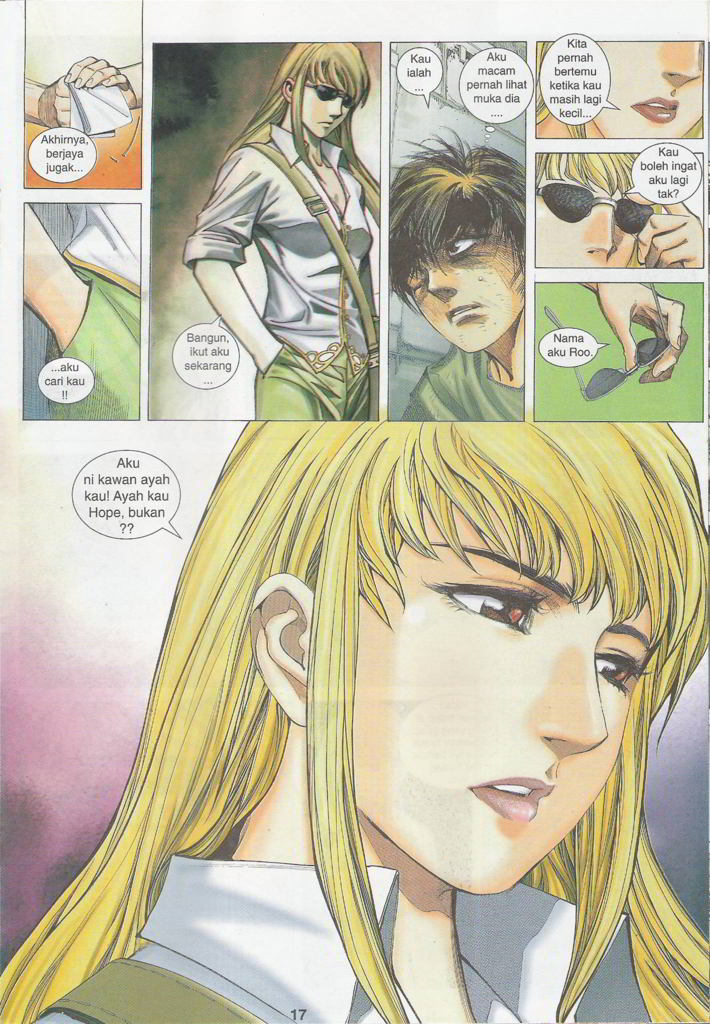 Akhirnya,
berjaya
jugak...
...aku
cari kau
!!
Bangun,
ikut aku
sekarang
...
Kau
ialah
...
Aku
macam
pernah lihat
muka dia
....
Kita
pernah
bertemu
ketika kau
masih lagi
kecil...
Kau
boleh ingat
aku lagi
tak?
Nama
aku Roo.
Aku
ni kawan ayah
kau! Ayah kau
Hope, bukan
??
17